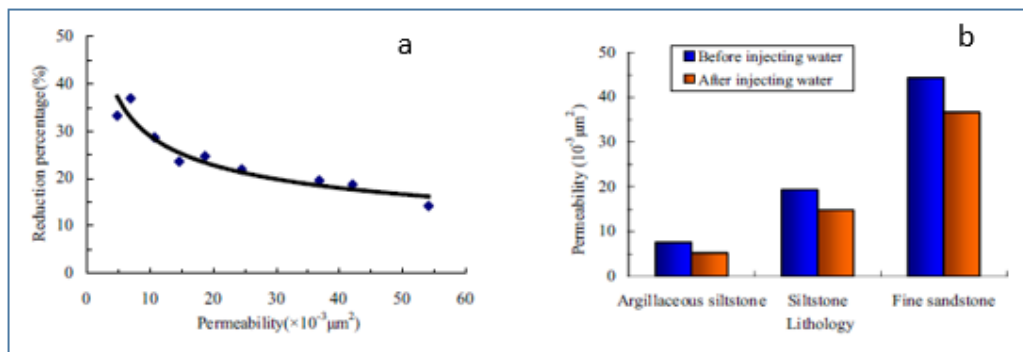 a
50
40
30
20
10
0
Reduction percentage(%)
0 10 20 30 40 50 60
Permeability(×10⁻³μm²)
b
Before injecting water
After injecting water
50
40
30
20
10
0
Permeability (10⁻³μm²)
Argillaceous siltstone Siltstone Fine sandstone
Lithology